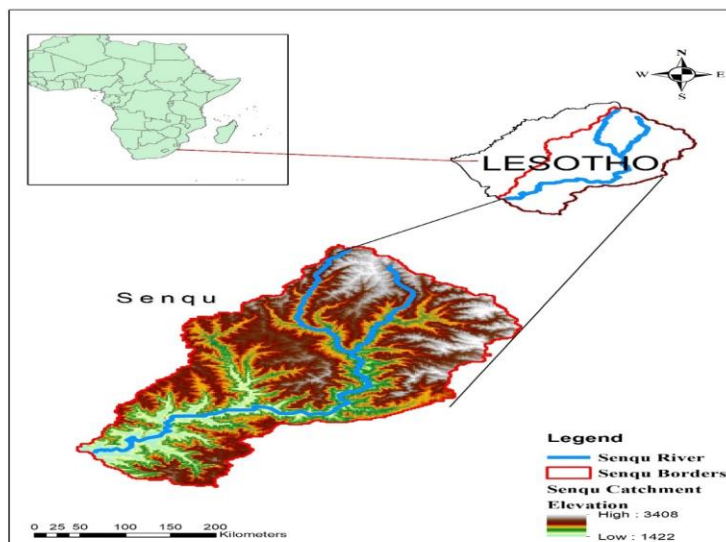 N
W E
S
LESOTHO
Senqu
Legend
Senqu River
Senqu Borders
Senqu Catchment
Elevation
High : 3408
Low : 1422
0 25 50 100 150 200
Kilometers